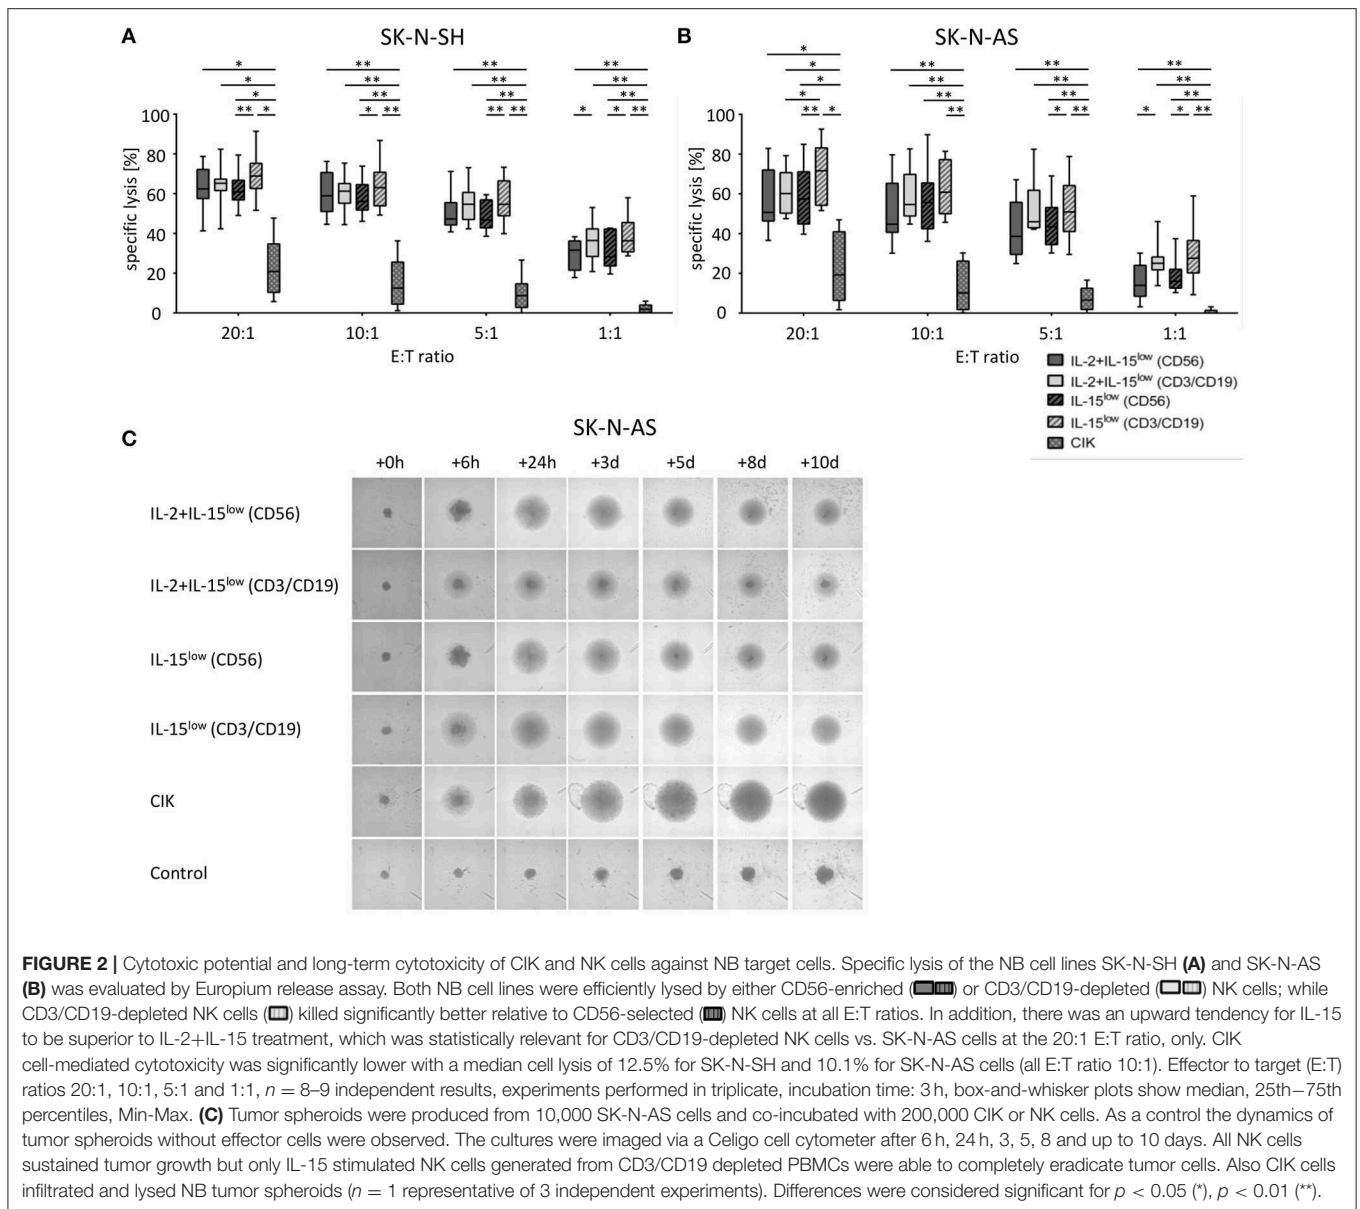 A
SK-N-SH
B
SK-N-AS
* ** ** **
* ** ** **
* ** ** **
** * * ** ** ** * * **
* ** ** **
* ** ** **
* ** ** **
*
** * ** * ** * * **
specific lysis [%]
100
80
60
40
20
0
20:1 10:1 5:1 1:1
E:T ratio
specific lysis [%]
100
80
60
40
20
0
20:1 10:1 5:1 1:1
E:T ratio
IL-2+IL-15low (CD56)
IL-2+IL-15low (CD3/CD19)
IL-15low (CD56)
IL-15low (CD3/CD19)
CIK
C
SK-N-AS
+0h +6h +24h +3d +5d +8d +10d
IL-2+IL-15low (CD56)
IL-2+IL-15low (CD3/CD19)
IL-15low (CD56)
IL-15low (CD3/CD19)
CIK
Control
FIGURE 2 | Cytotoxic potential and long-term cytotoxicity of CIK and NK cells against NB target cells. Specific lysis of the NB cell lines SK-N-SH (A) and SK-N-AS
(B) was evaluated by Europium release assay. Both NB cell lines were efficiently lysed by either CD56-enriched ( ) or CD3/CD19-depleted ( ) NK cells; while
CD3/CD19-depleted NK cells ( ) killed significantly better relative to CD56-selected ( ) NK cells at all E:T ratios. In addition, there was an upward tendency for IL-15
to be superior to IL-2+IL-15 treatment, which was statistically relevant for CD3/CD19-depleted NK cells vs. SK-N-AS cells at the 20:1 E:T ratio, only. CIK
cell-mediated cytotoxicity was significantly lower with a median cell lysis of 12.5% for SK-N-SH and 10.1% for SK-N-AS cells (all E:T ratio 10:1). Effector to target (E:T)
ratios 20:1, 10:1, 5:1 and 1:1, n = 8–9 independent results, experiments performed in triplicate, incubation time: 3 h, box-and-whisker plots show median, 25th–75th
percentiles, Min-Max. (C) Tumor spheroids were produced from 10,000 SK-N-AS cells and co-incubated with 200,000 CIK or NK cells. As a control the dynamics of
tumor spheroids without effector cells were observed. The cultures were imaged via a Celigo cell cytometer after 6 h, 24 h, 3, 5, 8 and up to 10 days. All NK cells
sustained tumor growth but only IL-15 stimulated NK cells generated from CD3/CD19 depleted PBMCs were able to completely eradicate tumor cells. Also CIK cells
infiltrated and lysed NB tumor spheroids (n = 1 representative of 3 independent experiments). Differences were considered significant for p < 0.05 (*), p < 0.01 (**).